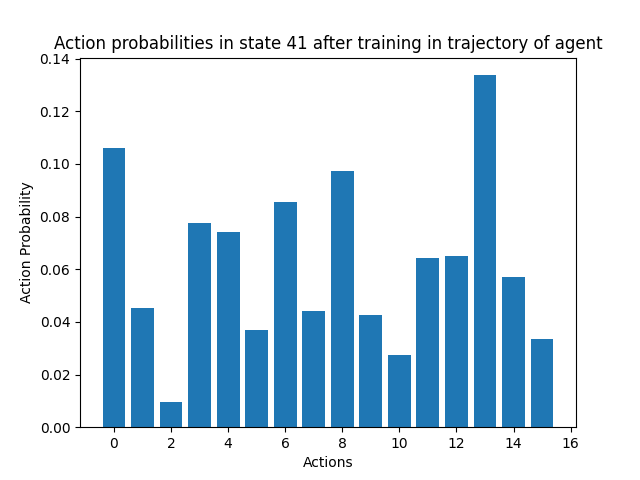 Action probabilities in state 41 after training in trajectory of agent
0.14
0.12
0.10
0.08
0.06
0.04
0.02
0.00
Action Probability
0 2 4 6 8 10 12 14 16
Actions